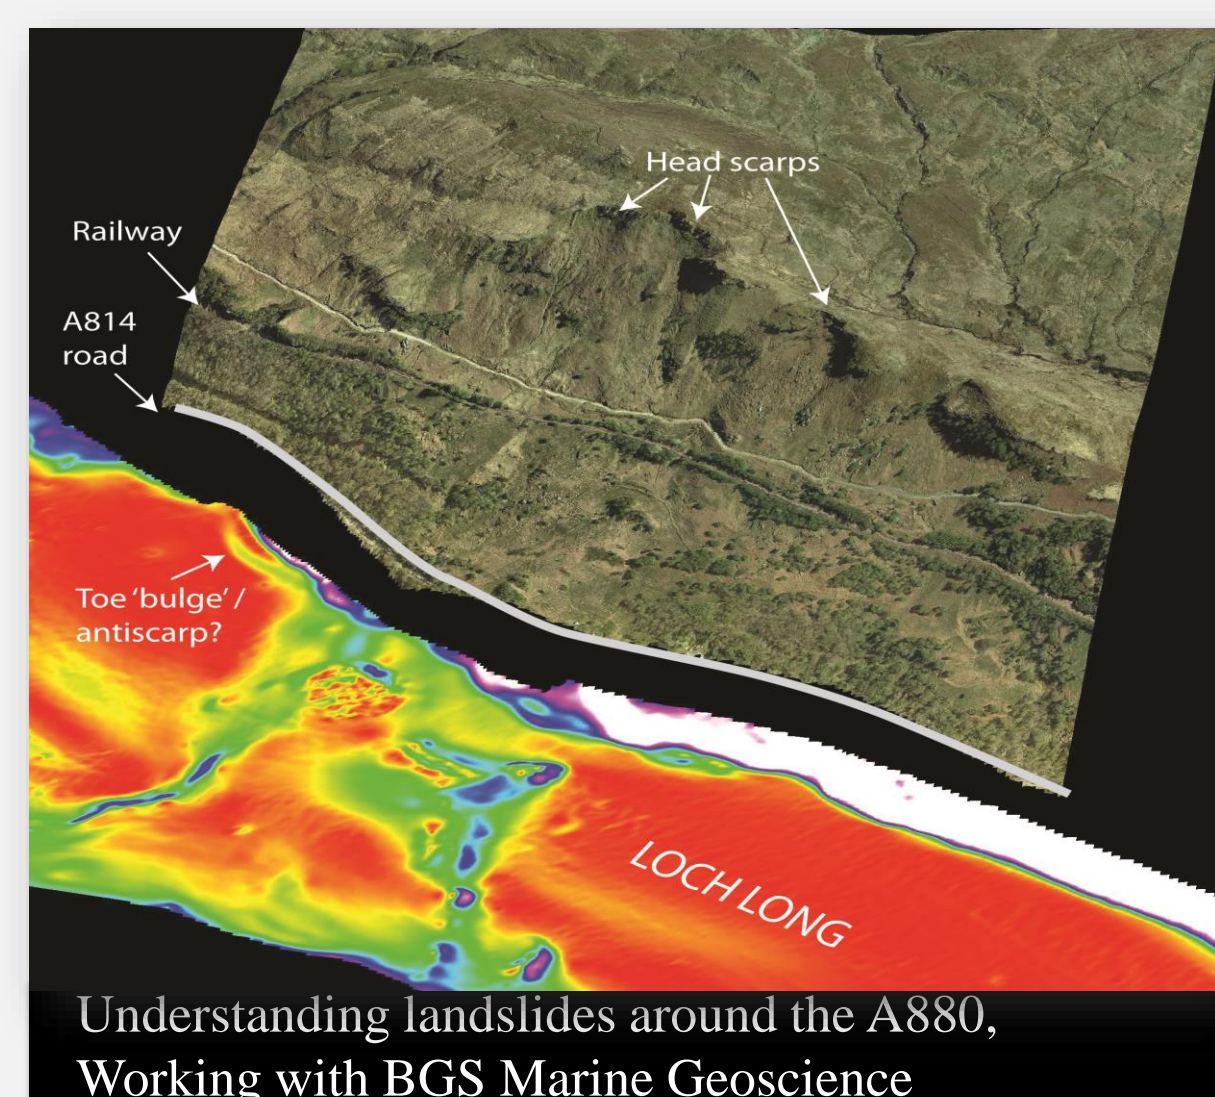 Head scarps
Railway
A814
road
Toe ‘bulge’ /
antiscarp?
LOCH LONG
Understanding landslides around the A880,
Working with BGS Marine Geoscience